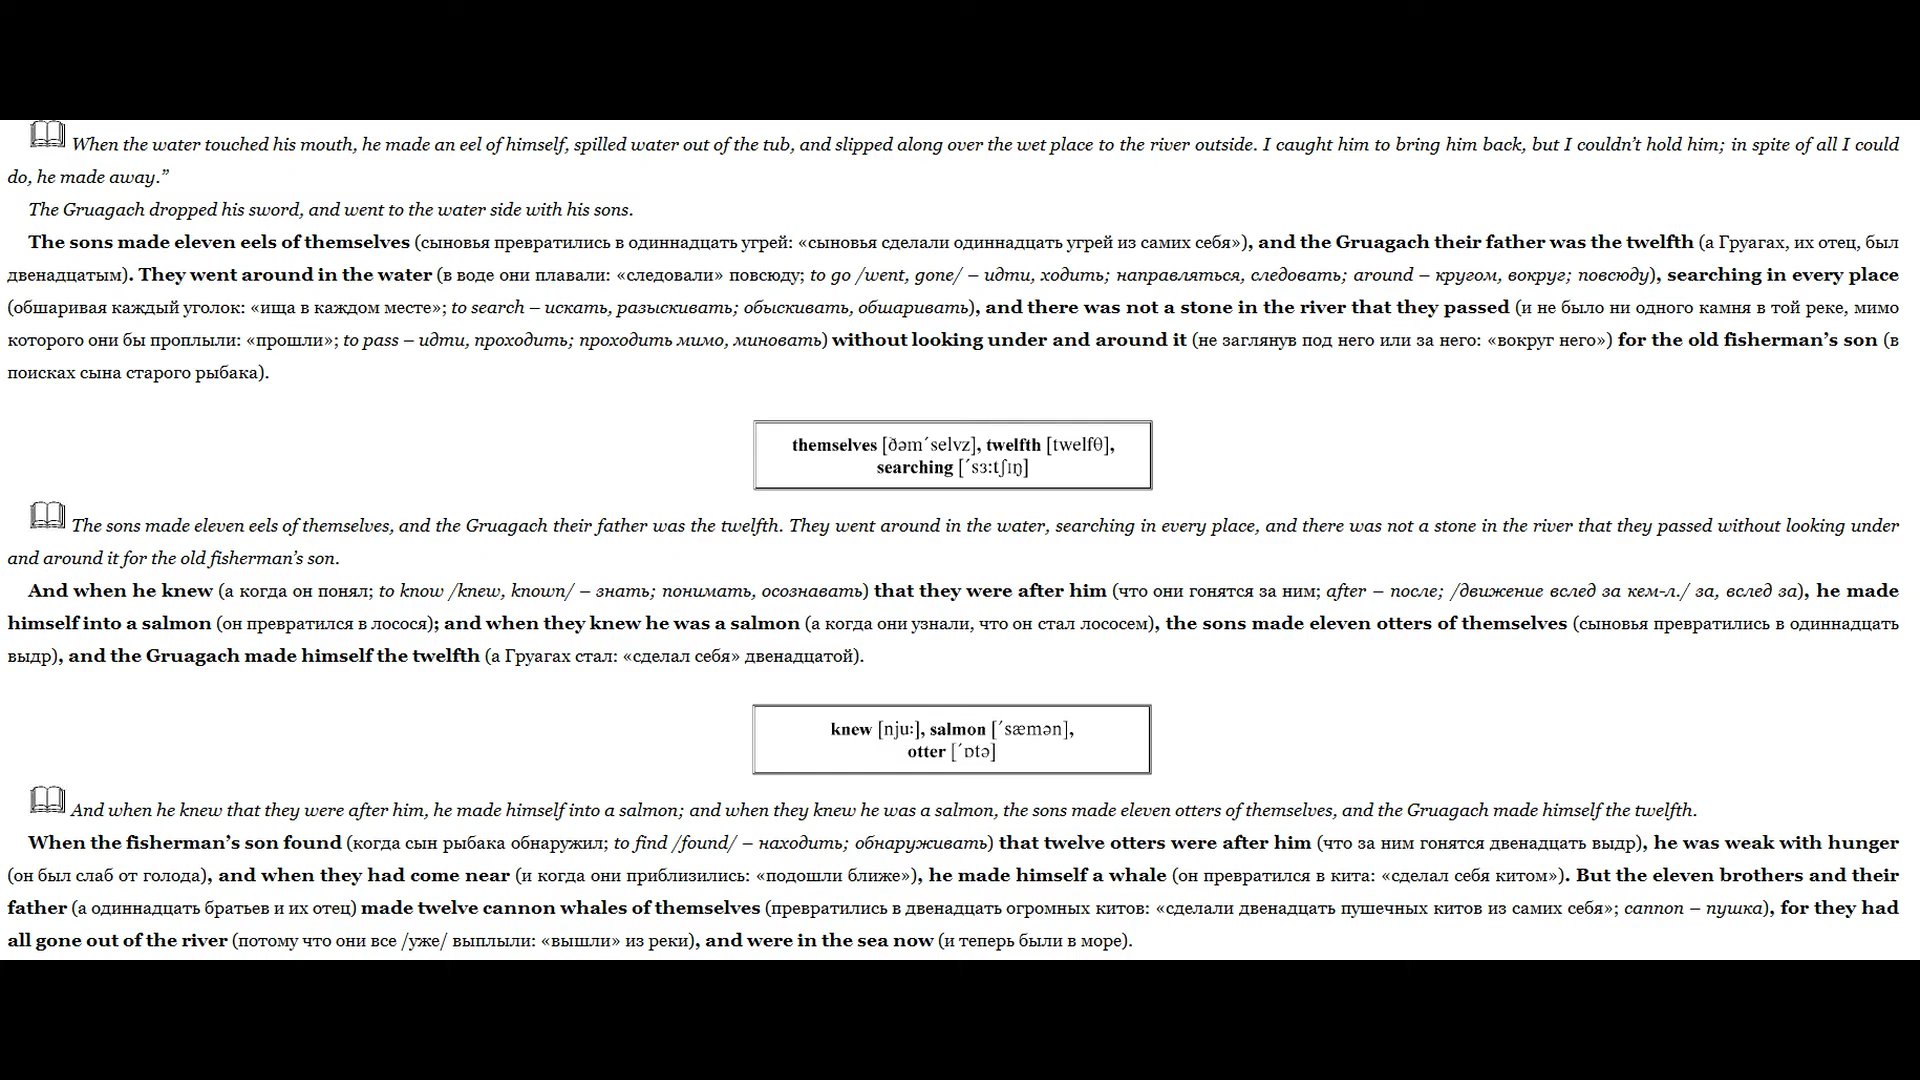 When the water touched his mouth, he made an eel of himself, spilled water out of the tub, and slipped along over the wet place to the river outside. I caught him to bring him back, but I couldn’t hold him; in spite of all I could
do, he made away.”
The Gruagach dropped his sword, and went to the water side with his sons.
The sons made eleven eels of themselves (сыновья превратились в одиннадцать угрей: «сыновья сделали одиннадцать угрей из самих себя»), and the Gruagach their father was the twelfth (а Груагах, их отец, был
двенадцатым). They went around in the water (в воде они плавали: «следовали» повсюду; to go /went, gone/ – идти, ходить; направляться, следовать; around – кругом, вокруг; повсюду), searching in every place
(обшаривая каждый уголок: «ища в каждом месте»; to search – искать, разыскивать; обыскивать, обшаривать), and there was not a stone in the river that they passed (и не было ни одного камня в той реке, мимо
которого они бы проплыли: «прошли»; to pass – идти, проходить; проходить мимо, миновать) without looking under and around it (не заглянув под него или за него: «вокруг него») for the old fisherman’s son (в
поисках сына старого рыбака).
themselves [ðəm´selvz], twelfth [twelfθ],
searching [´sɜ:tʃɪŋ]
The sons made eleven eels of themselves, and the Gruagach their father was the twelfth. They went around in the water, searching in every place, and there was not a stone in the river that they passed without looking under
and around it for the old fisherman’s son.
And when he knew (а когда он понял; to know /knew, known/ – знать; понимать, осознавать) that they were after him (что они гонятся за ним; after – после; /движение вслед за кем-л./ за, вслед за), he made
himself into a salmon (он превратился в лосося); and when they knew he was a salmon (а когда они узнали, что он стал лососем), the sons made eleven otters of themselves (сыновья превратились в одиннадцать
выдр), and the Gruagach made himself the twelfth (а Груагах стал: «сделал себя» двенадцатой).
knew [nju:], salmon [´sæmən],
otter [´ɒtə]
And when he knew that they were after him, he made himself into a salmon; and when they knew he was a salmon, the sons made eleven otters of themselves, and the Gruagach made himself the twelfth.
When the fisherman’s son found (когда сын рыбака обнаружил; to find /found/ – находить; обнаруживать) that twelve otters were after him (что за ним гонятся двенадцать выдр), he was weak with hunger
(он был слаб от голода), and when they had come near (и когда они приблизились: «подошли ближе»), he made himself a whale (он превратился в кита: «сделал себя китом»). But the eleven brothers and their
father (а одиннадцать братьев и их отец) made twelve cannon whales of themselves (превратились в двенадцать огромных китов: «сделали двенадцать пушечных китов из самих себя»; cannon – пушка), for they had
all gone out of the river (потому что они все /уже/ выплыли: «вышли» из реки), and were in the sea now (и теперь были в море).